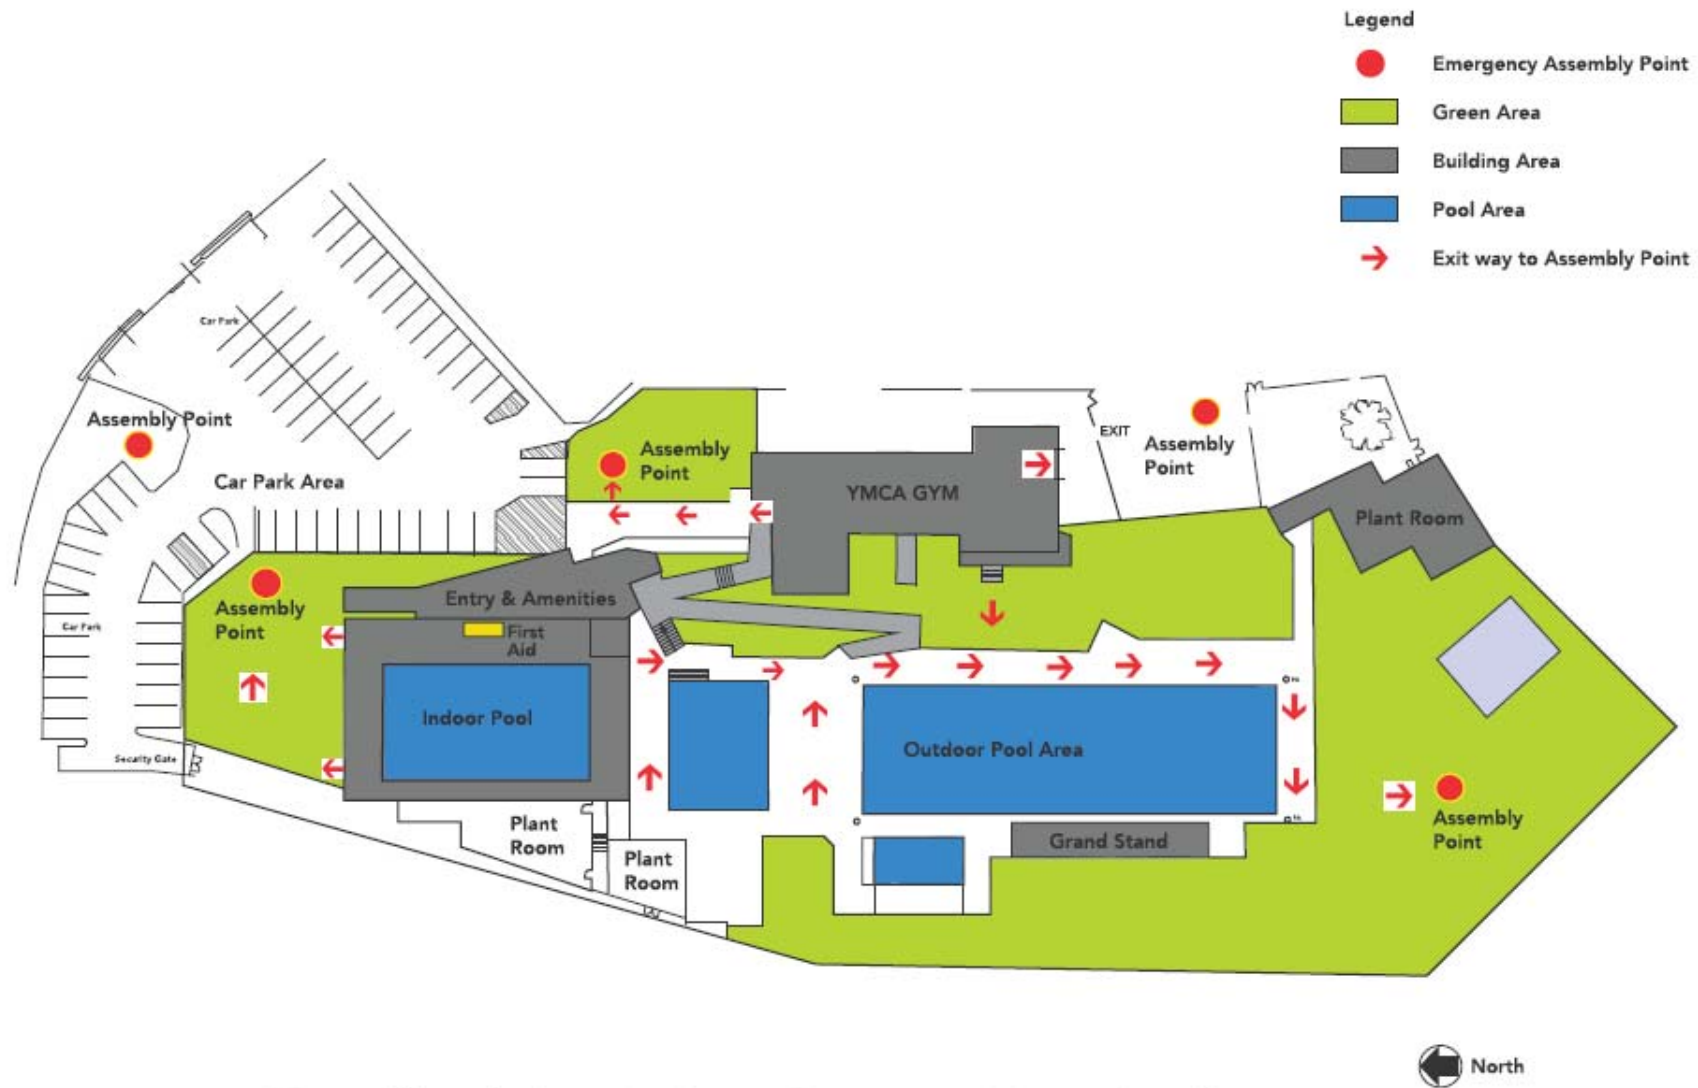 Legend
Emergency Assembly Point
Green Area
Building Area
Pool Area
Exit way to Assembly Point
Car Park
Assembly Point
Car Park Area
Assembly
Point
YMCA GYM
EXIT
Assembly
Point
Plant Room
Entry & Amenities
Assembly
Point
First
Aid
Car Park
Indoor Pool
Outdoor Pool Area
Security Gate
Assembly
Point
Plant
Room
Grand Stand
Plant
Room
North